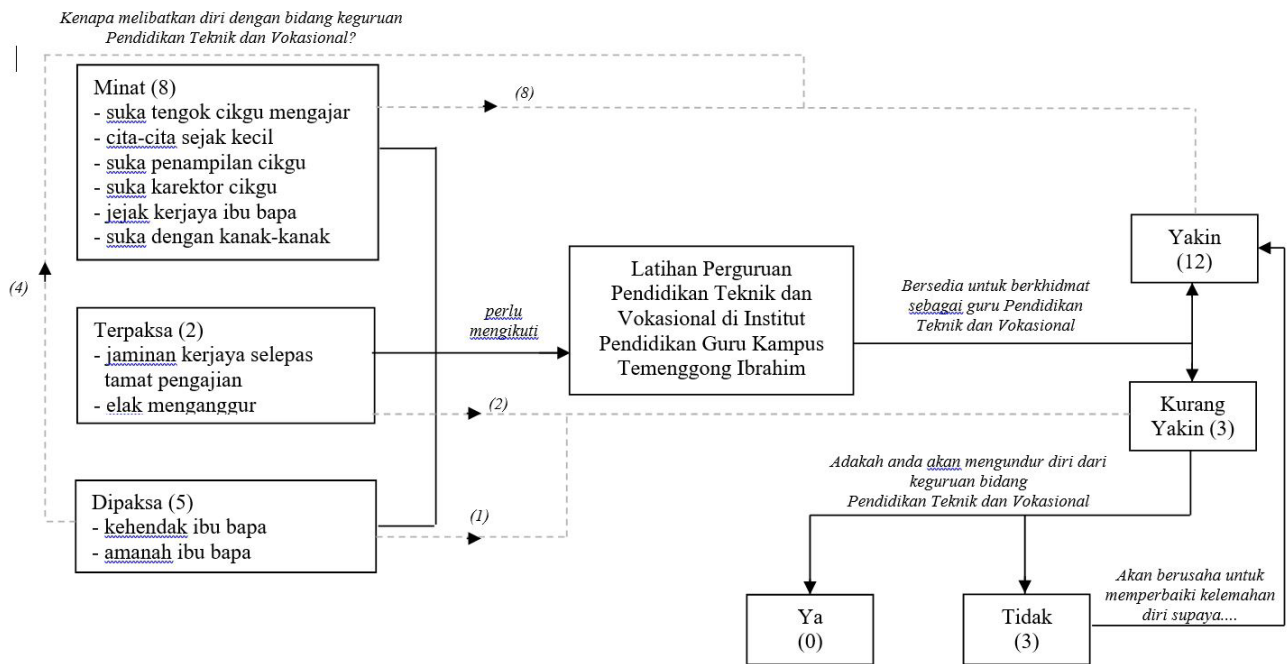 Kenapa melibatkan diri dengan bidang keguruan
Pendidikan Teknik dan Vokasional?
Minat (8)
- suka tengok cikgu mengajar
- cita-cita sejak kecil
- suka penampilan cikgu
- suka karektor cikgu
- jejak kerjaya ibu bapa
- suka dengan kanak-kanak
(8)
(4)
Terpaksa (2)
- jaminan kerjaya selepas
tamat pengajian
- elak menganggur
(2)
Dipaksa (5)
- kehendak ibu bapa
- amanah ibu bapa
(1)
perlu
mengikuti
Latihan Perguruan
Pendidikan Teknik dan
Vokasional di Institut
Pendidikan Guru Kampus
Temenggong Ibrahim
Bersedia untuk berkhidmat
sebagai guru Pendidikan
Teknik dan Vokasional
Yakin
(12)
Kurang
Yakin (3)
Adakah anda akan mengundur diri dari
keguruan bidang
Pendidikan Teknik dan Vokasional
Ya
(0)
Tidak
(3)
Akan berusaha untuk
memperbaiki kelemahan
diri supaya....